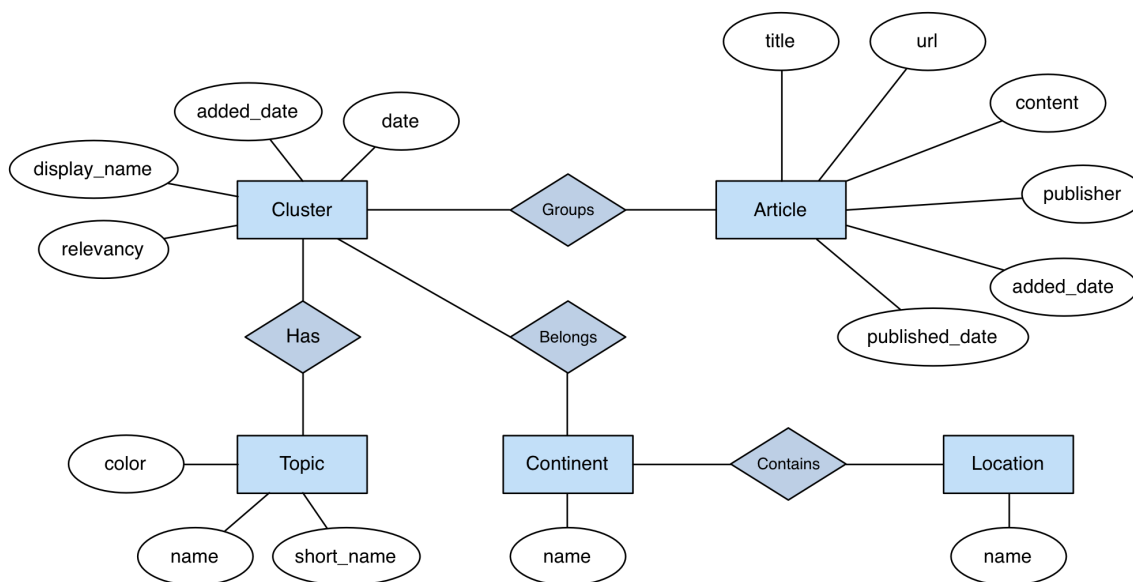 title
url
content
added_date
date
display_name
Cluster
Groups
Article
publisher
relevancy
added_date
Has
Belongs
published_date
color
Topic
Continent
Contains
Location
name
short_name
name
name